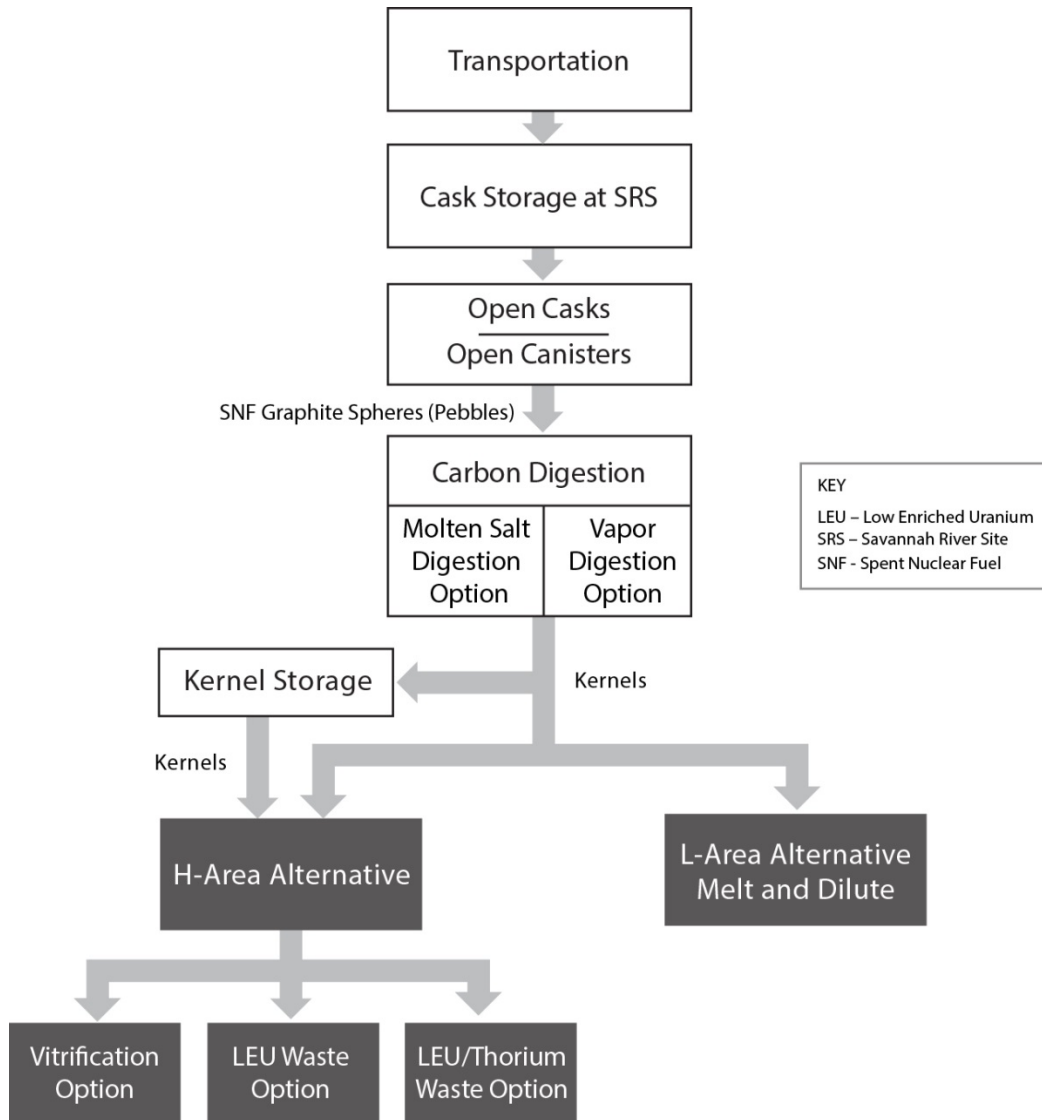 Transportation
Cask Storage at SRS
Open Casks
Open Canisters
SNF Graphite Spheres (Pebbles)
Carbon Digestion
Molten Salt
Digestion
Option
Vapor
Digestion
Option
KEY
LEU – Low Enriched Uranium
SRS – Savannah River Site
SNF - Spent Nuclear Fuel
Kernel Storage
Kernels
Kernels
H-Area Alternative
L-Area Alternative
Melt and Dilute
Vitrification
Option
LEU Waste
Option
LEU/Thorium
Waste Option